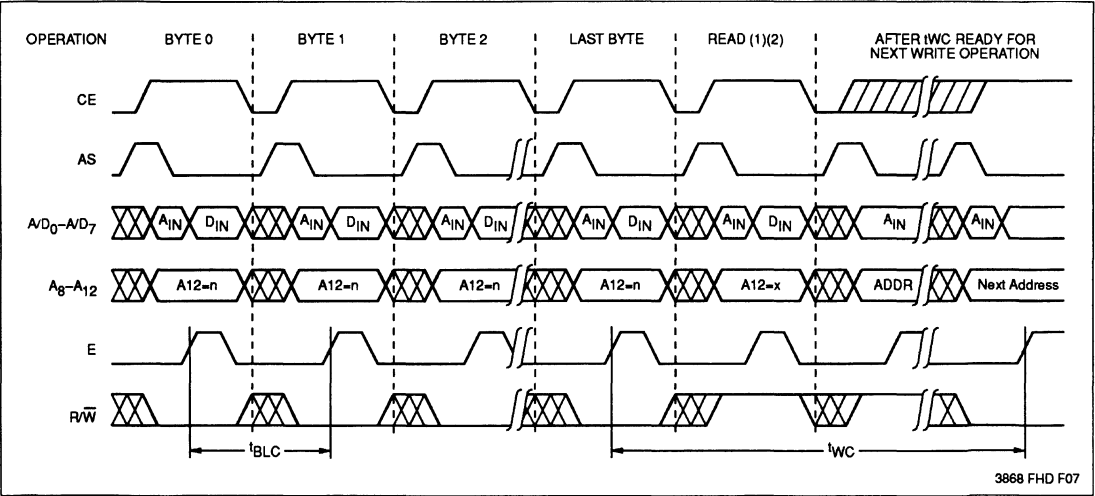 OPERATION BYTE 0 BYTE 1 BYTE 2 LAST BYTE READ (1)(2) AFTER tWC READY FOR
NEXT WRITE OPERATION
CE
AS
A/D0–A/D7 AIN DIN AIN DIN AIN DIN AIN DIN AIN DIN AIN AIN
A8–A12 A12=n A12=n A12=n A12=n A12=x ADDR Next Address
E
R/W̅
tBLC tWC
3868 FHD F07